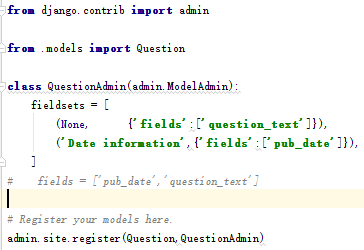 from django.contrib import admin
from .models import Question
class QuestionAdmin(admin.ModelAdmin):
    fieldsets = [
        (None,     {'fields':['question_text']}),
        ('Date information',{'fields':['pub_date']}),
    ]
#   fields = ['pub_date','question_text']
# Register your models here.
admin.site.register(Question,QuestionAdmin)